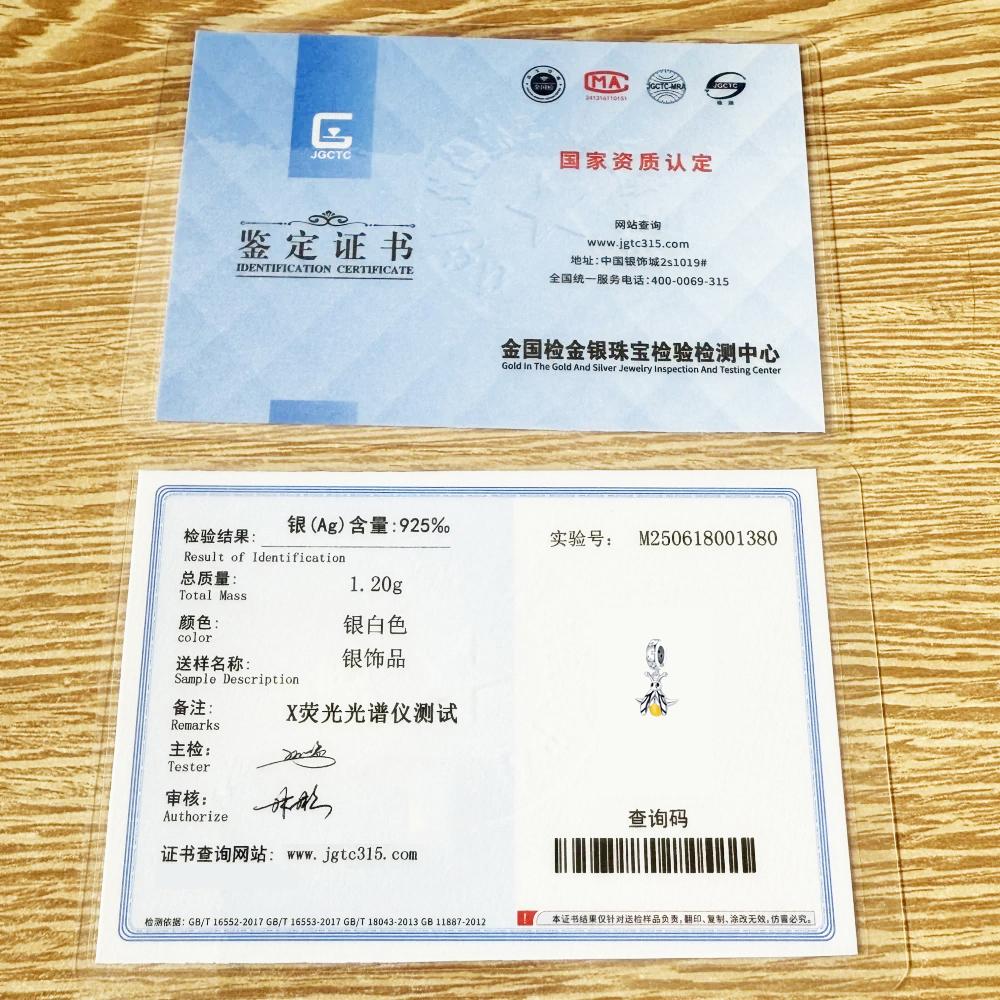 JGCTC
鉴定证书
IDENTIFICATION CERTIFICATE
CMA
241316110151
JGCTC-MRA
JGCTC
国家资质认定
网站查询
www.jgtc315.com
地址:中国银饰城2s1019#
全国统一服务电话:400-0069-315
金国检金银珠宝检验检测中心
Gold In The Gold And Silver Jewelry Inspection And Testing Center
检验结果: 银(Ag)含量:925‰
Result of Identification
总质量: 1.20g
Total Mass
颜色: 银白色
color
送样名称: 银饰品
Sample Description
备注: X荧光光谱仪测试
Remarks
主检:
Tester
审核:
Authorize
证书查询网站: www.jgtc315.com
检测依据: GB/T 16552-2017 GB/T 16553-2017 GB/T 18043-2013 GB 11887-2012
实验号: M250618001380
查询码
! 本证书结果仅针对送检样品负责,翻印、复制、涂改无效,仿冒必究。